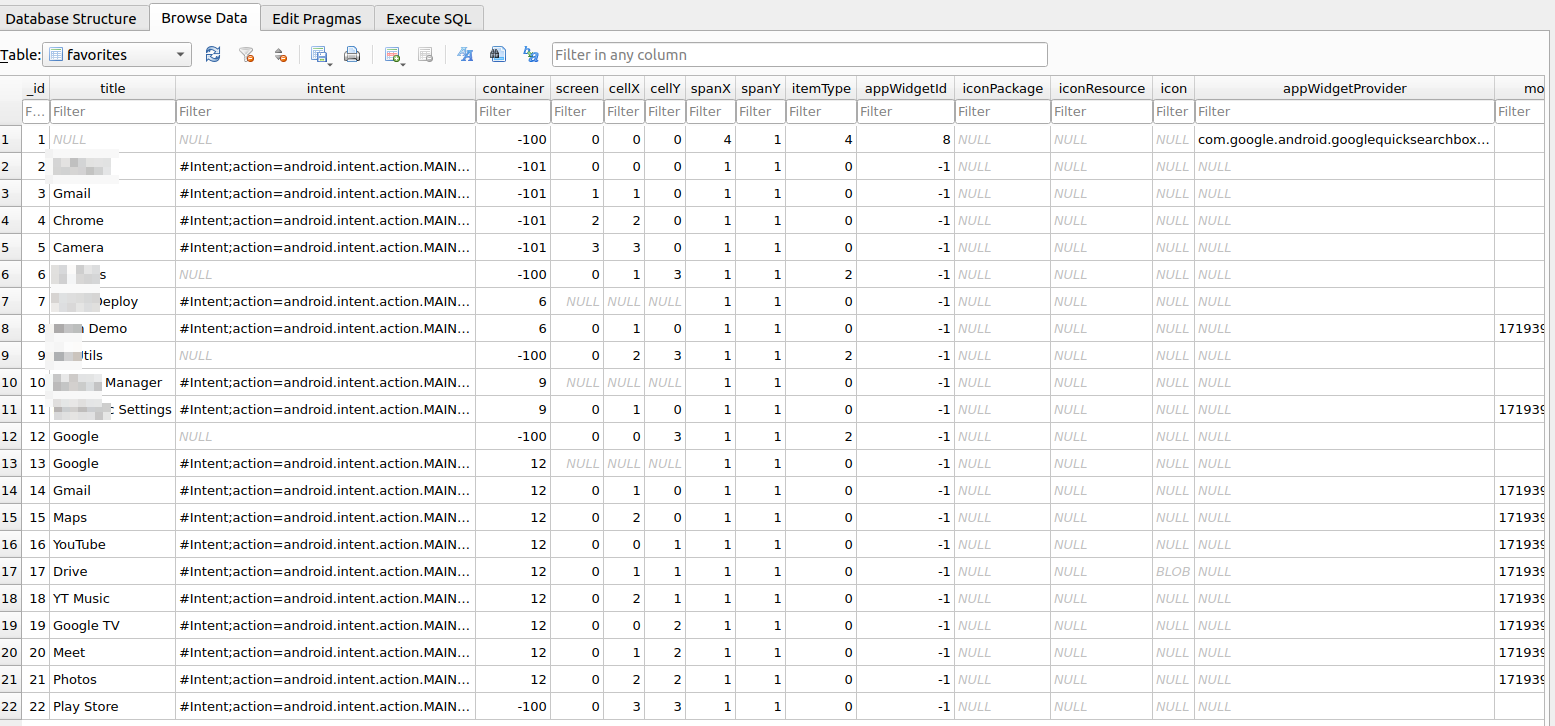 Database Structure Browse Data Edit Pragmas Execute SQL
Table: favorites Filter in any column
_id title intent container screen cellX cellY spanX spanY itemType appWidgetId iconPackage iconResource icon appWidgetProvider mo
F... Filter Filter Filter Filter Filter Filter Filter Filter Filter Filter Filter Filter Filter Filter Filter
1 1 NULL NULL -100 0 0 0 4 1 4 8 NULL NULL NULL com.google.android.googlequicksearchbox...
2 2 #Intent;action=android.intent.action.MAIN... -101 0 0 0 1 1 0 -1 NULL NULL NULL NULL
3 3 Gmail #Intent;action=android.intent.action.MAIN... -101 1 1 0 1 1 0 -1 NULL NULL NULL NULL
4 4 Chrome #Intent;action=android.intent.action.MAIN... -101 2 2 0 1 1 0 -1 NULL NULL NULL NULL
5 5 Camera #Intent;action=android.intent.action.MAIN... -101 3 3 0 1 1 0 -1 NULL NULL NULL NULL
6 6 s NULL -100 0 1 3 1 1 2 -1 NULL NULL NULL NULL
7 7 eploy #Intent;action=android.intent.action.MAIN... 6 NULL NULL NULL 1 1 0 -1 NULL NULL NULL NULL
8 8 Demo #Intent;action=android.intent.action.MAIN... 6 0 1 0 1 1 0 -1 NULL NULL NULL NULL 171939
9 9 tils NULL -100 0 2 3 1 1 2 -1 NULL NULL NULL NULL
10 10 Manager #Intent;action=android.intent.action.MAIN... 9 NULL NULL NULL 1 1 0 -1 NULL NULL NULL NULL
11 11 Settings #Intent;action=android.intent.action.MAIN... 9 0 1 0 1 1 0 -1 NULL NULL NULL NULL 171939
12 12 Google NULL -100 0 0 3 1 1 2 -1 NULL NULL NULL NULL
13 13 Google #Intent;action=android.intent.action.MAIN... 12 NULL NULL NULL 1 1 0 -1 NULL NULL NULL NULL
14 14 Gmail #Intent;action=android.intent.action.MAIN... 12 0 1 0 1 1 0 -1 NULL NULL NULL NULL 171939
15 15 Maps #Intent;action=android.intent.action.MAIN... 12 0 2 0 1 1 0 -1 NULL NULL NULL NULL 171939
16 16 YouTube #Intent;action=android.intent.action.MAIN... 12 0 0 1 1 1 0 -1 NULL NULL NULL NULL 171939
17 17 Drive #Intent;action=android.intent.action.MAIN... 12 0 1 1 1 1 0 -1 NULL NULL BLOB NULL 171939
18 18 YT Music #Intent;action=android.intent.action.MAIN... 12 0 2 1 1 1 0 -1 NULL NULL NULL NULL 171939
19 19 Google TV #Intent;action=android.intent.action.MAIN... 12 0 0 2 1 1 0 -1 NULL NULL NULL NULL 171939
20 20 Meet #Intent;action=android.intent.action.MAIN... 12 0 1 2 1 1 0 -1 NULL NULL NULL NULL 171939
21 21 Photos #Intent;action=android.intent.action.MAIN... 12 0 2 2 1 1 0 -1 NULL NULL NULL NULL 171939
22 22 Play Store #Intent;action=android.intent.action.MAIN... -100 0 3 3 1 1 0 -1 NULL NULL NULL NULL